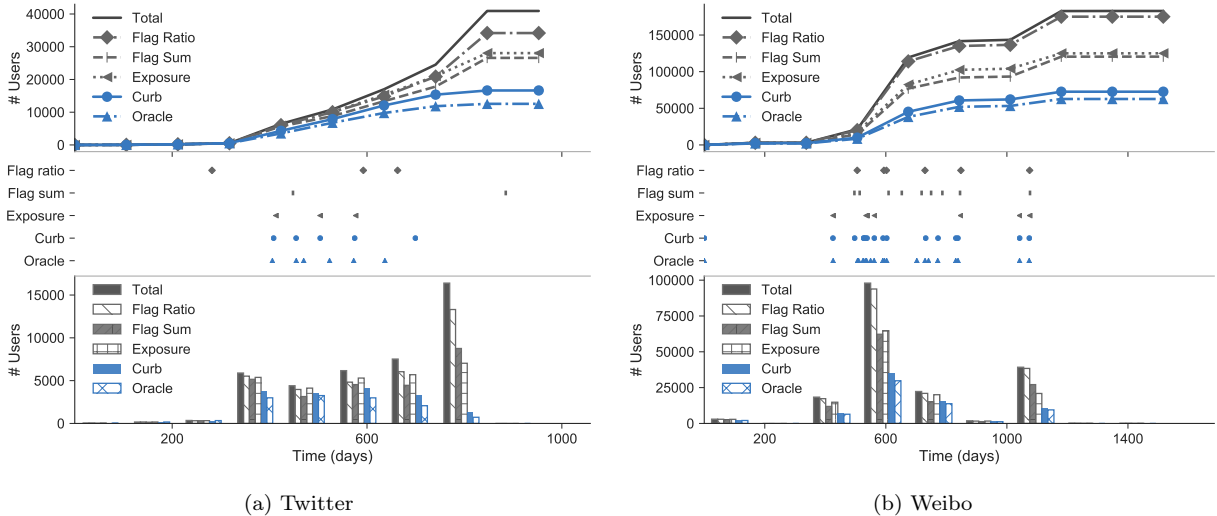 # Users
40000
30000
20000
10000
0
Total
Flag Ratio
Flag Sum
Exposure
Curb
Oracle
Flag ratio
Flag sum
Exposure
Curb
Oracle
# Users
15000
10000
5000
0
Total
Flag Ratio
Flag Sum
Exposure
Curb
Oracle
200
600
1000
Time (days)
(a) Twitter
# Users
150000
100000
50000
0
Total
Flag Ratio
Flag Sum
Exposure
Curb
Oracle
Flag ratio
Flag sum
Exposure
Curb
Oracle
# Users
100000
75000
50000
25000
0
Total
Flag Ratio
Flag Sum
Exposure
Curb
Oracle
200
600
1000
1400
Time (days)
(b) Weibo